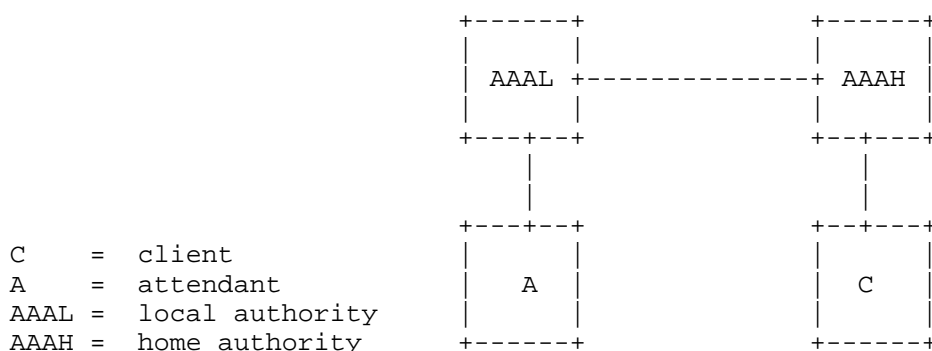 AAAL AAAH
C = client
A = attendant A C
AAAL = local authority
AAAH = home authority